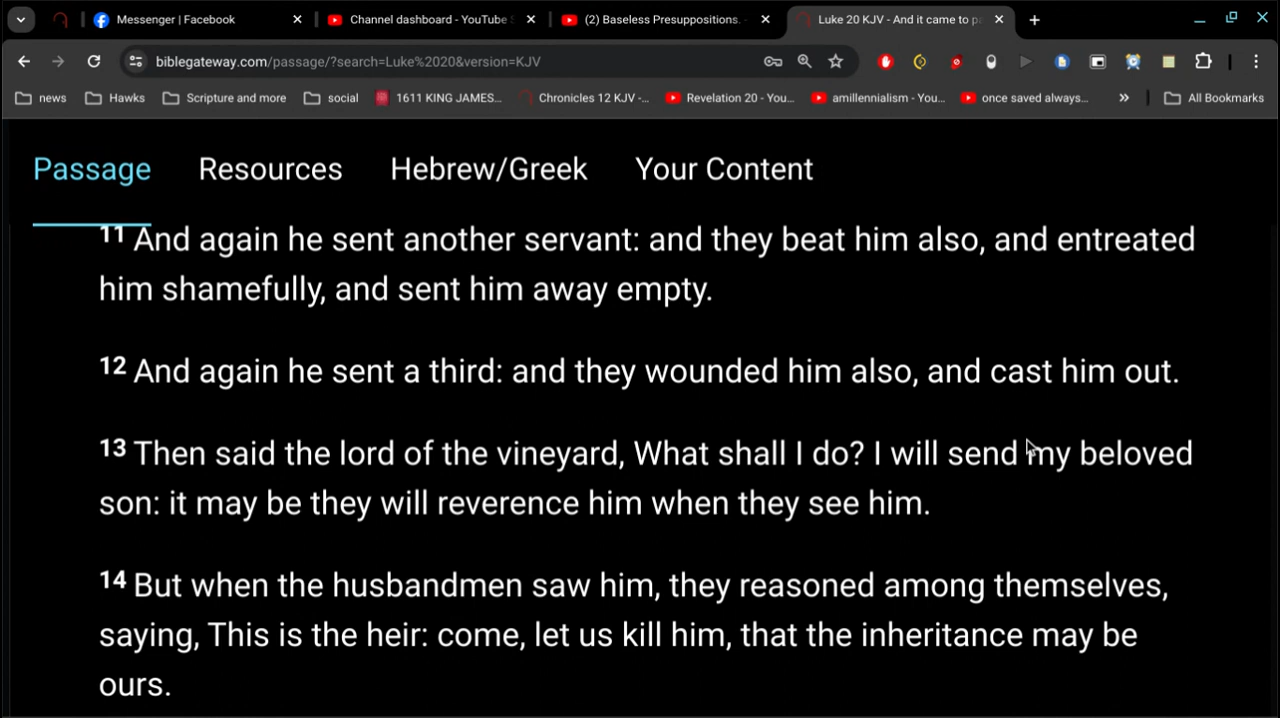 Messenger | Facebook
Channel dashboard - YouTube
(2) Baseless Presuppositions.
Luke 20 KJV - And it came to pa
biblegateway.com/passage/?search=Luke%2020&version=KJV
news
Hawks
Scripture and more
social
1611 KING JAMES...
Chronicles 12 KJV -...
Revelation 20 - You...
amillennialism - You...
once saved always...
»
All Bookmarks
Passage
Resources
Hebrew/Greek
Your Content
11 And again he sent another servant: and they beat him also, and entreated
him shamefully, and sent him away empty.
12 And again he sent a third: and they wounded him also, and cast him out.
13 Then said the lord of the vineyard, What shall I do? I will send my beloved
son: it may be they will reverence him when they see him.
14 But when the husbandmen saw him, they reasoned among themselves,
saying, This is the heir: come, let us kill him, that the inheritance may be
ours.